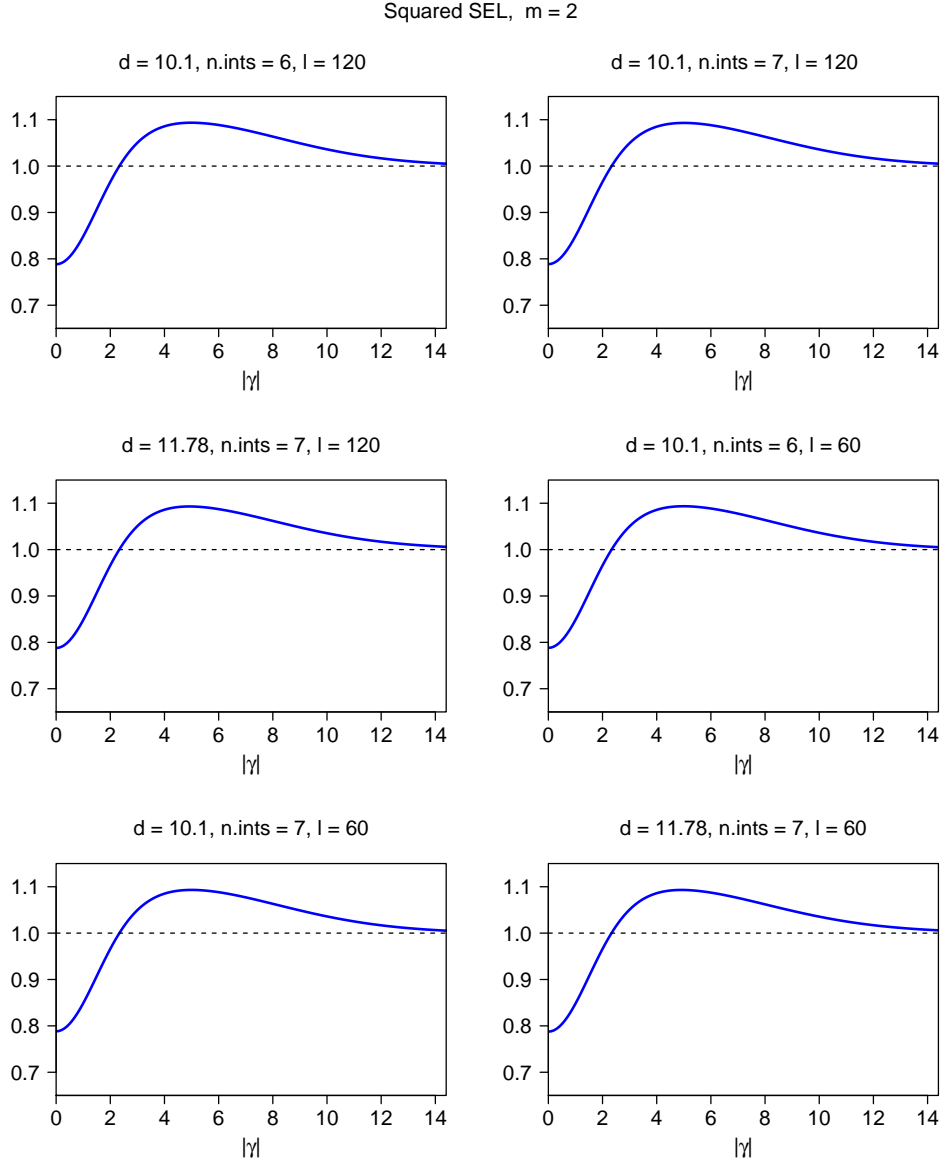 Squared SEL, m = 2
d = 10.1, n.ints = 6, l = 120
1.1
1.0
0.9
0.8
0.7
0 2 4 6 8 10 12 14
|γ|
d = 10.1, n.ints = 7, l = 120
1.1
1.0
0.9
0.8
0.7
0 2 4 6 8 10 12 14
|γ|
d = 11.78, n.ints = 7, l = 120
1.1
1.0
0.9
0.8
0.7
0 2 4 6 8 10 12 14
|γ|
d = 10.1, n.ints = 6, l = 60
1.1
1.0
0.9
0.8
0.7
0 2 4 6 8 10 12 14
|γ|
d = 10.1, n.ints = 7, l = 60
1.1
1.0
0.9
0.8
0.7
0 2 4 6 8 10 12 14
|γ|
d = 11.78, n.ints = 7, l = 60
1.1
1.0
0.9
0.8
0.7
0 2 4 6 8 10 12 14
|γ|